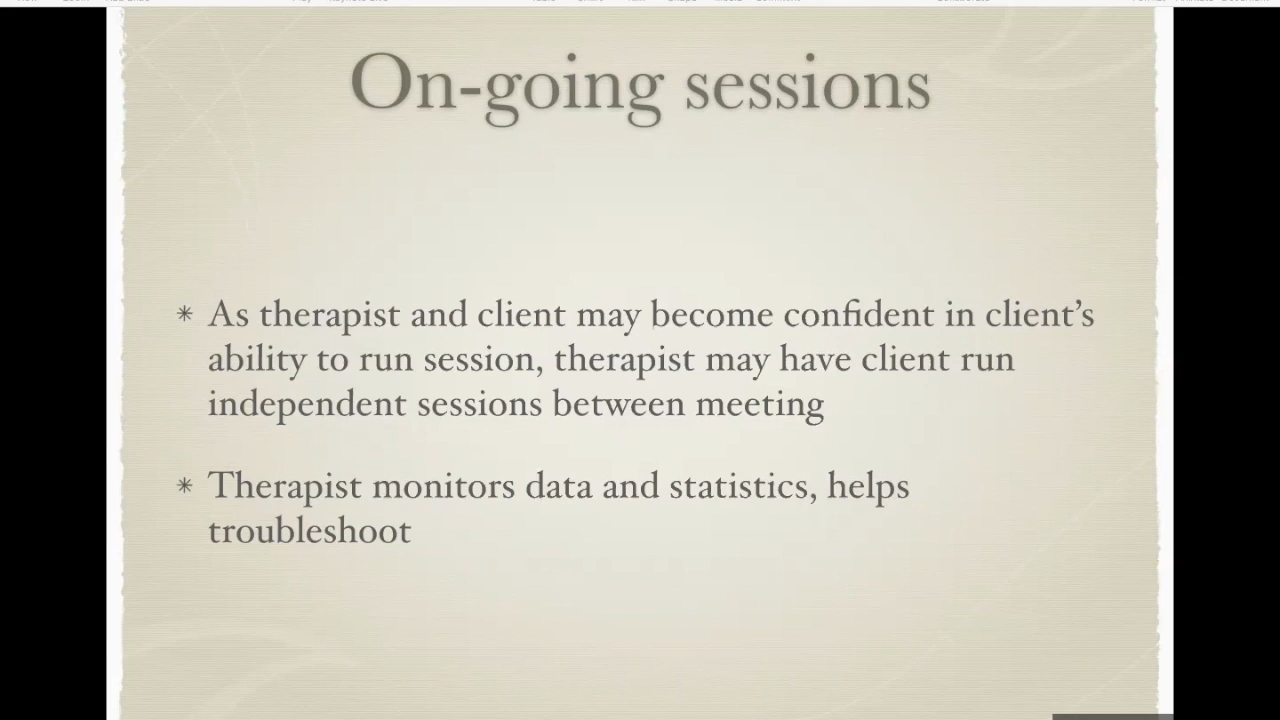 On-going sessions
* As therapist and client may become confident in client's
ability to run session, therapist may have client run
independent sessions between meeting
* Therapist monitors data and statistics, helps
troubleshoot